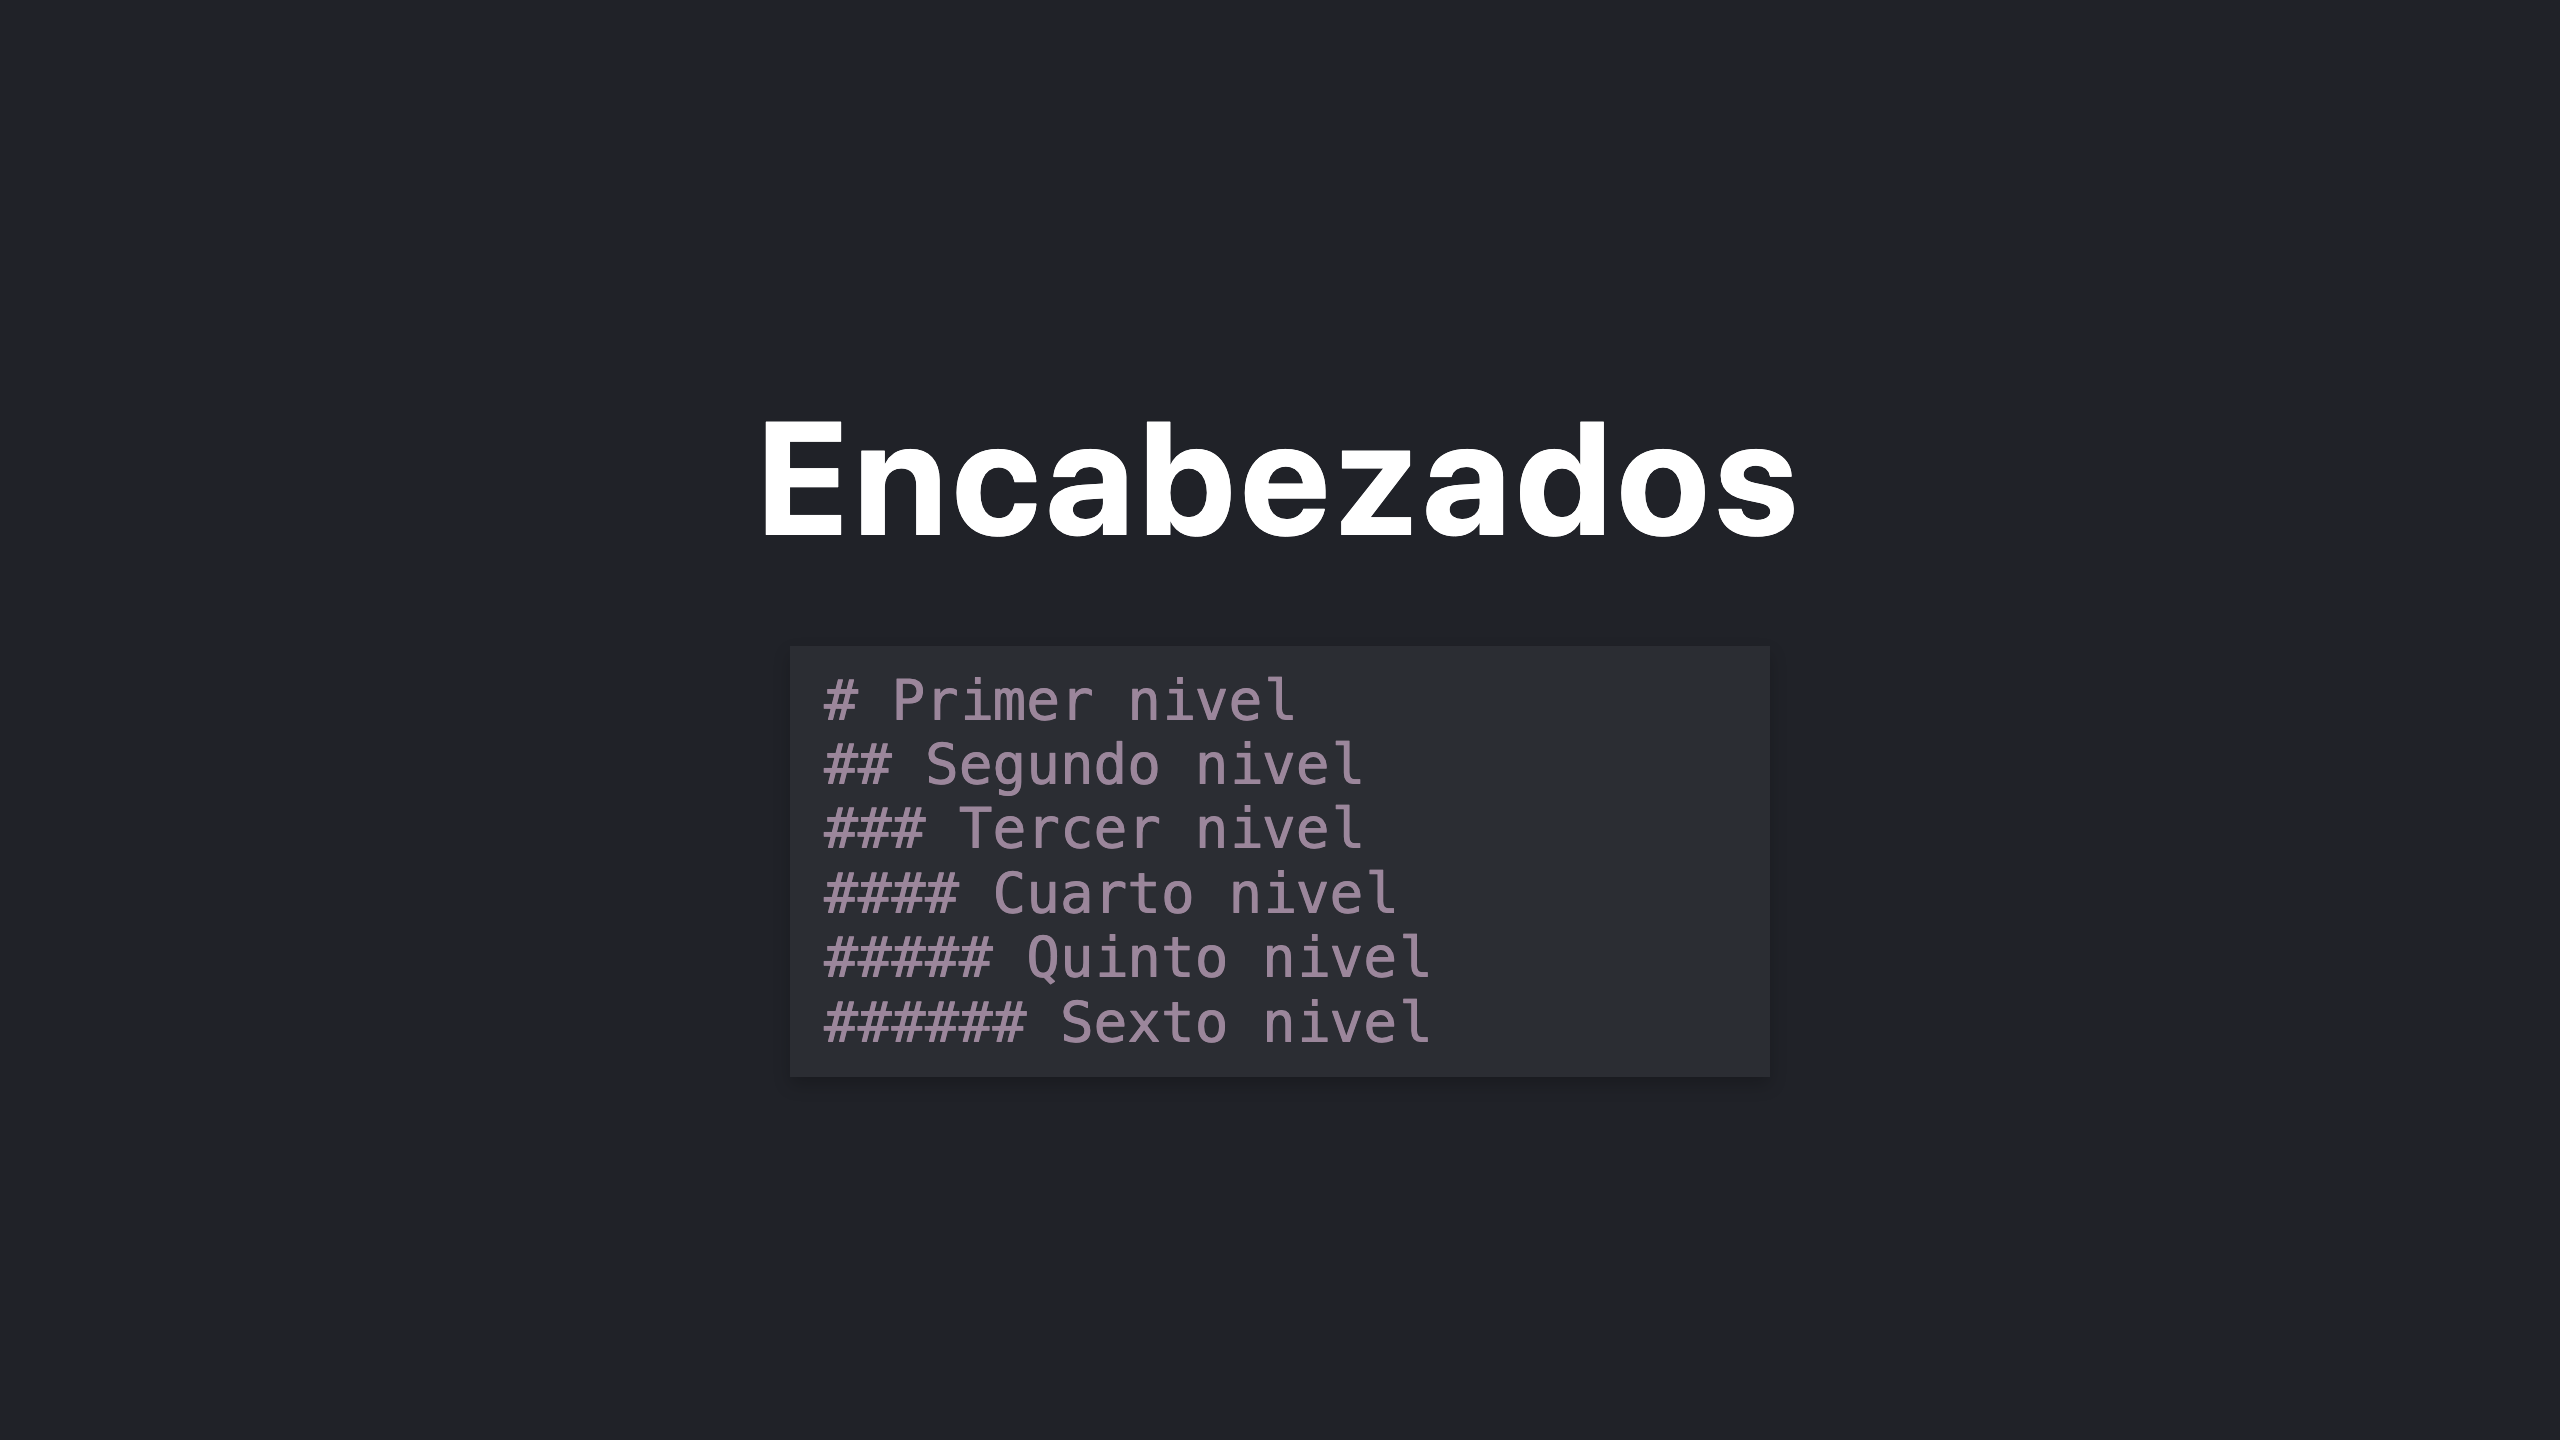 Encabezados
# Primer nivel
## Segundo nivel
### Tercer nivel
#### Cuarto nivel
##### Quinto nivel
###### Sexto nivel